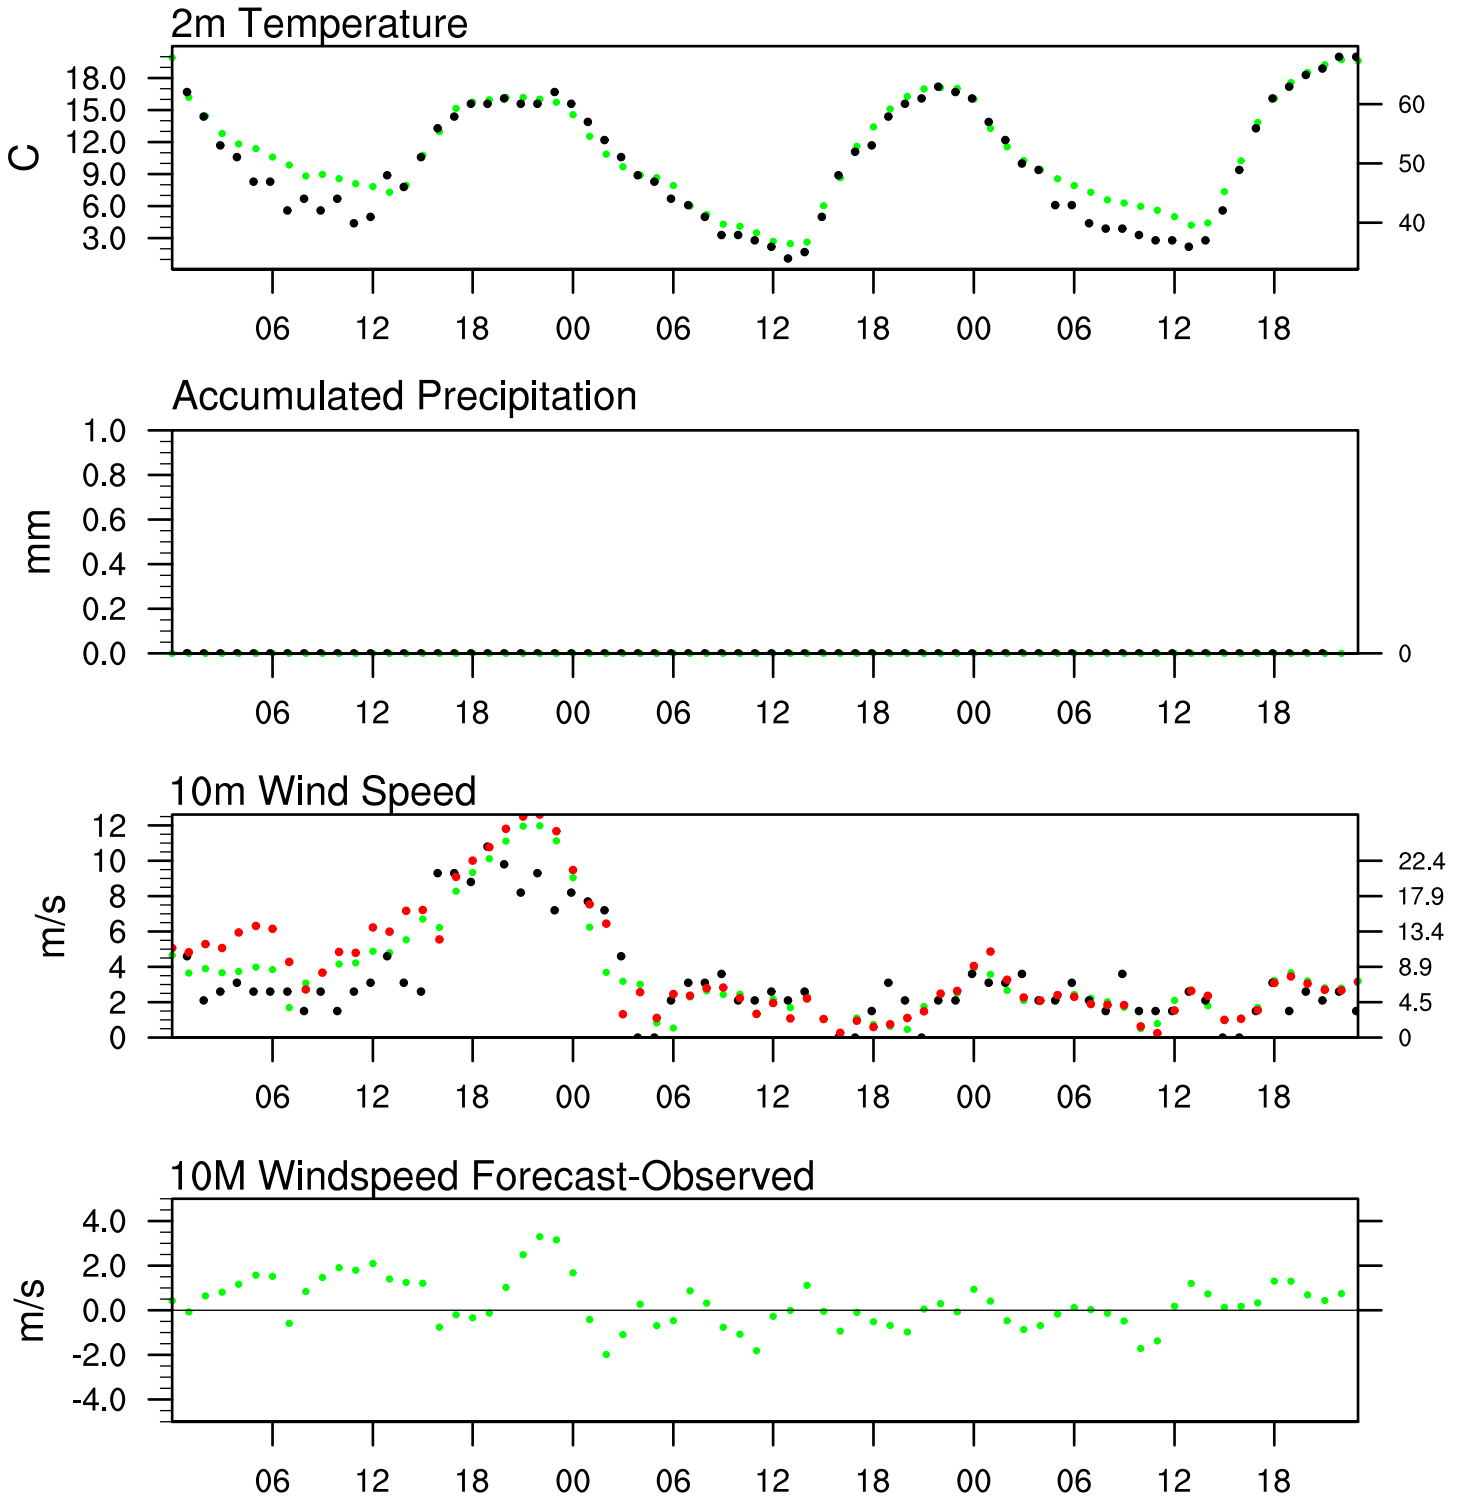 2m Temperature
18.0
15.0
12.0
9.0
6.0
3.0
C
60
50
40
06 12 18 00 06 12 18 00 06 12 18
Accumulated Precipitation
1.0
0.8
0.6
0.4
0.2
0.0
mm
0
06 12 18 00 06 12 18 00 06 12 18
10m Wind Speed
12
10
8
6
4
2
0
m/s
22.4
17.9
13.4
8.9
4.5
0
06 12 18 00 06 12 18 00 06 12 18
10M Windspeed Forecast-Observed
4.0
2.0
0.0
-2.0
-4.0
m/s
06 12 18 00 06 12 18 00 06 12 18